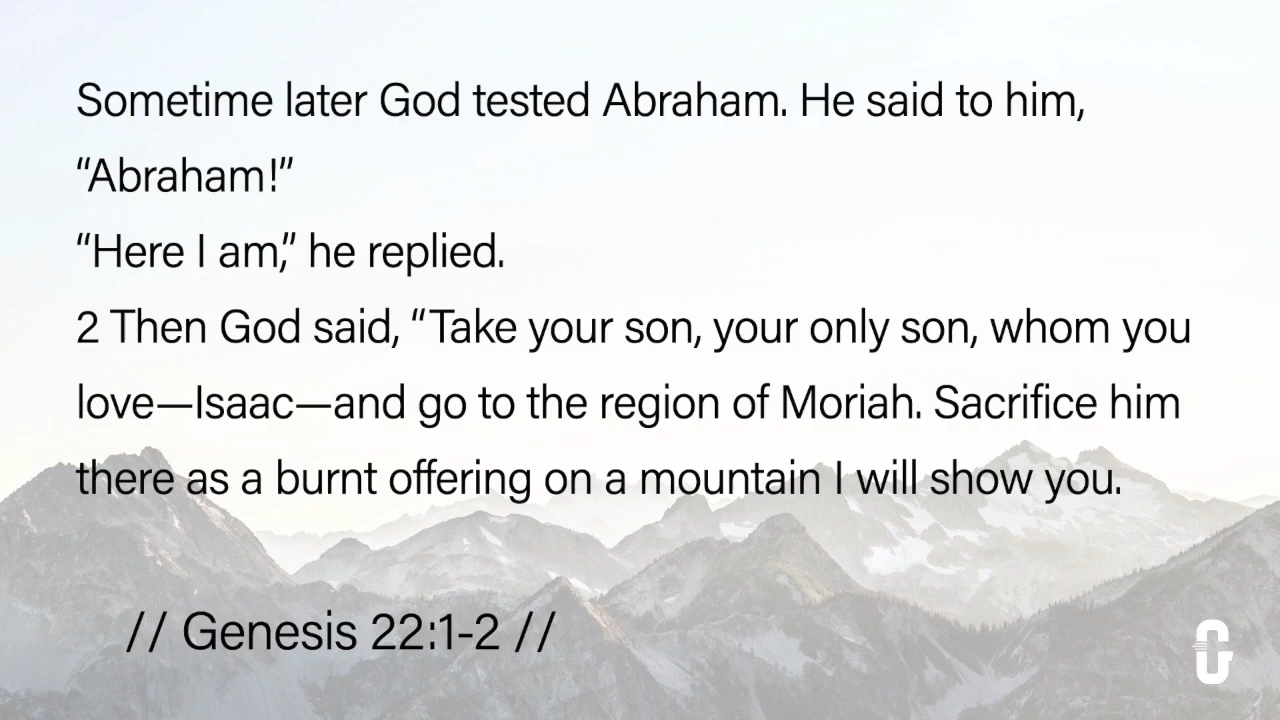 Sometime later God tested Abraham. He said to him,
“Abraham!”
“Here I am,” he replied.
2 Then God said, “Take your son, your only son, whom you
love—Isaac—and go to the region of Moriah. Sacrifice him
there as a burnt offering on a mountain I will show you.
// Genesis 22:1-2 //